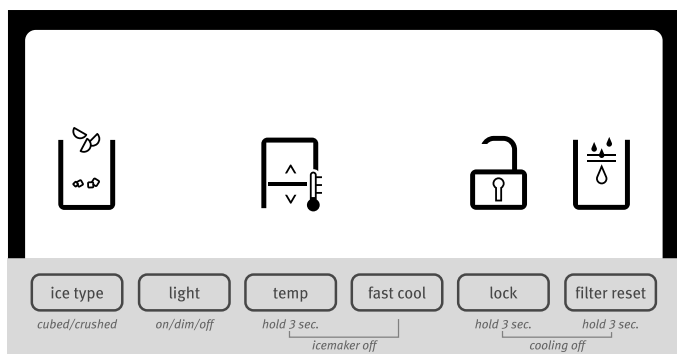 ice type light temp fast cool lock filter reset
cubed/crushed on/dim/off hold 3 sec. hold 3 sec. hold 3 sec.
icemaker off cooling off